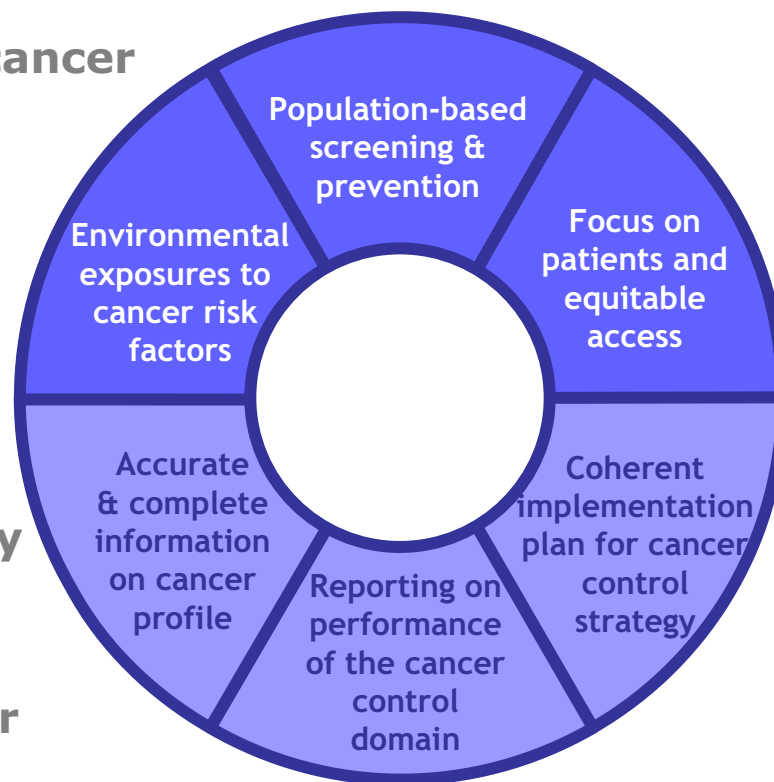 cancer
Population-based
screening &
prevention
Environmental
exposures to
cancer risk
factors
Focus on
patients and
equitable
access
Accurate
& complete
information
on cancer
profile
Coherent
implementation
plan for cancer
control
strategy
y
Reporting on
performance
of the cancer
control
domain
r